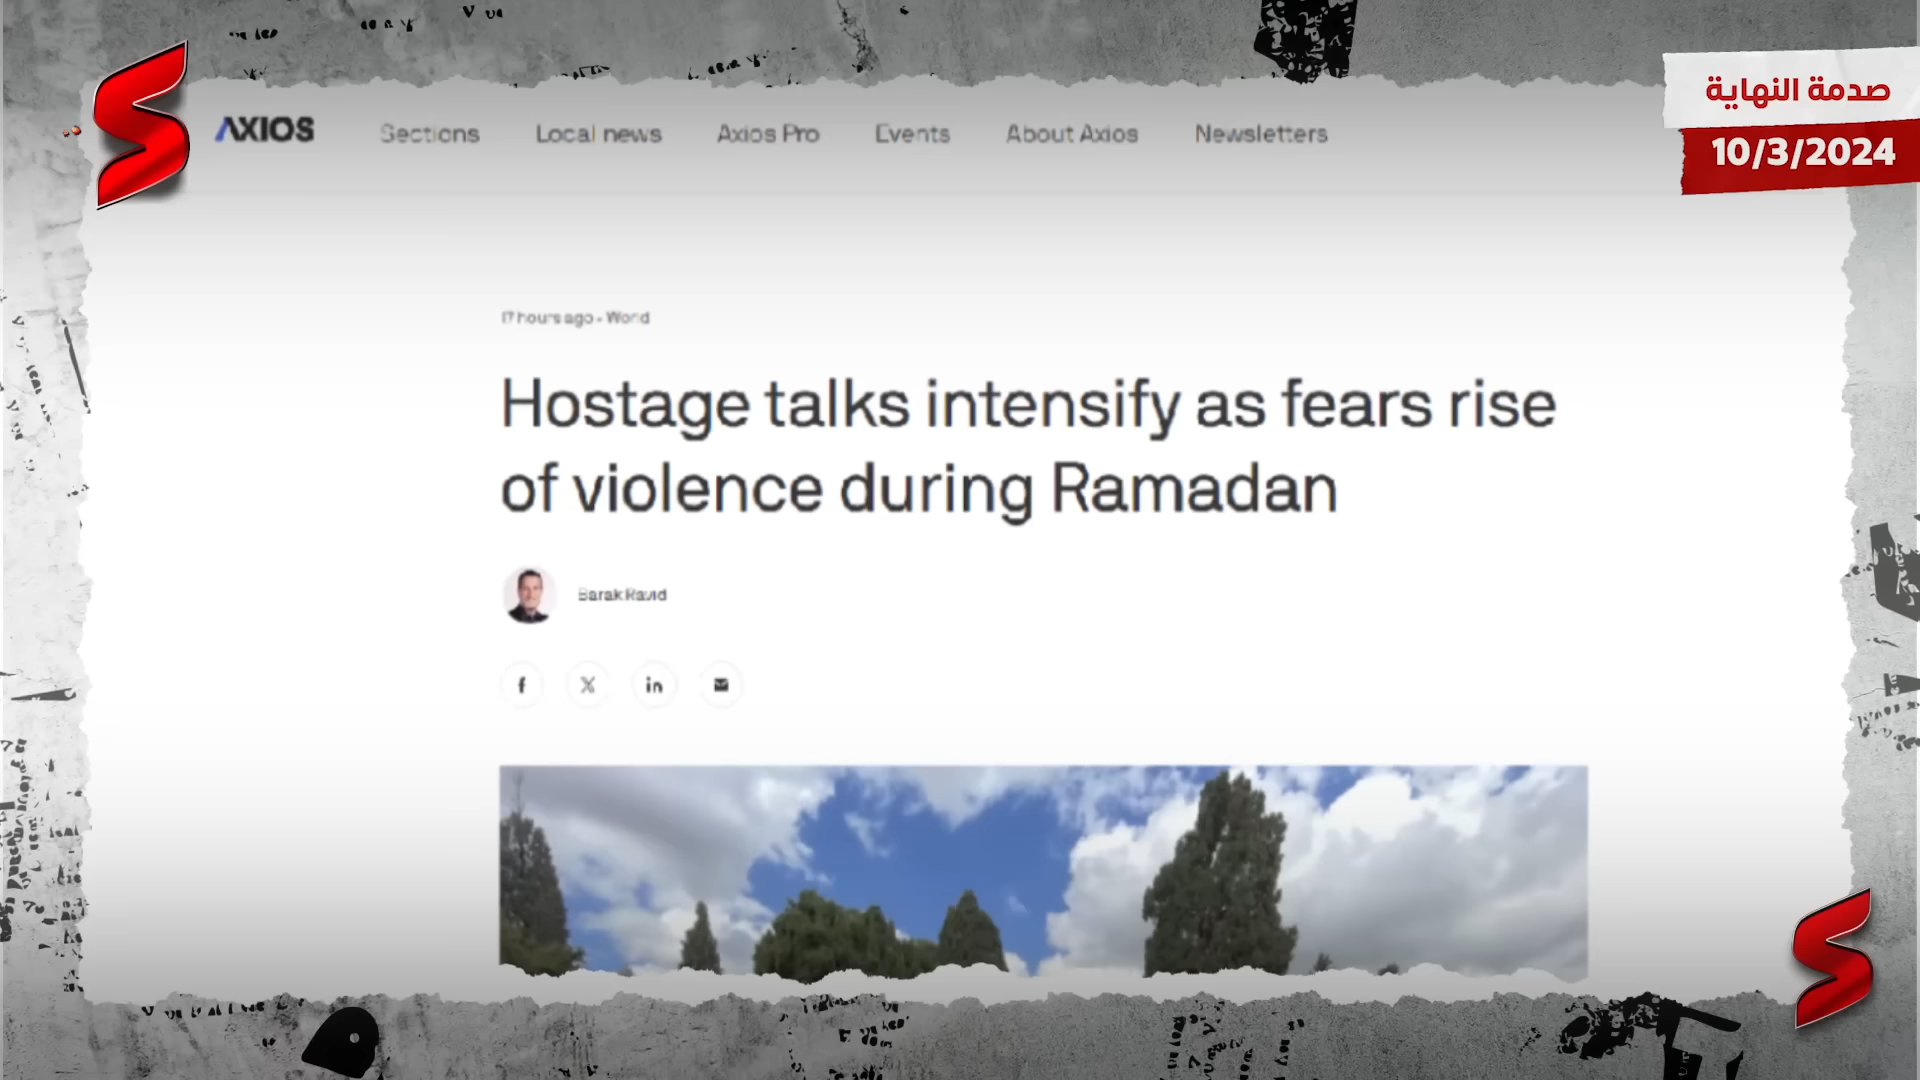 صدمة النهاية
10/3/2024
AXIOS Sections Local news Axios Pro Events About Axios Newsletters
17 hours ago - World
Hostage talks intensify as fears rise
of violence during Ramadan
Barak Ravid